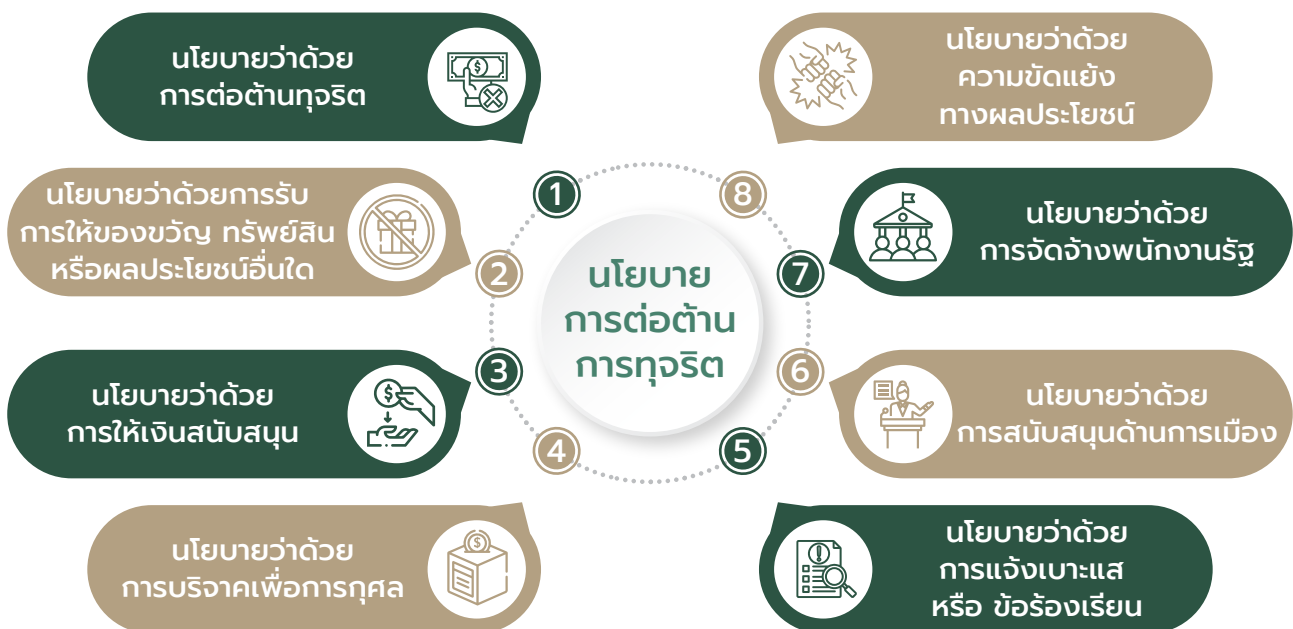 นโยบายว่าด้วย
การต่อต้านทุจริต
นโยบายว่าด้วยการรับ
การให้ของขวัญ ทรัพย์สิน
หรือผลประโยชน์อื่นใด
นโยบายว่าด้วย
การให้เงินสนับสนุน
นโยบายว่าด้วย
การบริจาคเพื่อการกุศล
1
2
3
4
นโยบาย
การต่อต้าน
การทุจริต
8
7
6
5
นโยบายว่าด้วย
ความขัดแย้ง
ทางผลประโยชน์
นโยบายว่าด้วย
การจัดจ้างพนักงานรัฐ
นโยบายว่าด้วย
การสนับสนุนด้านการเมือง
นโยบายว่าด้วย
การแจ้งเบาะแส
หรือ ข้อร้องเรียน